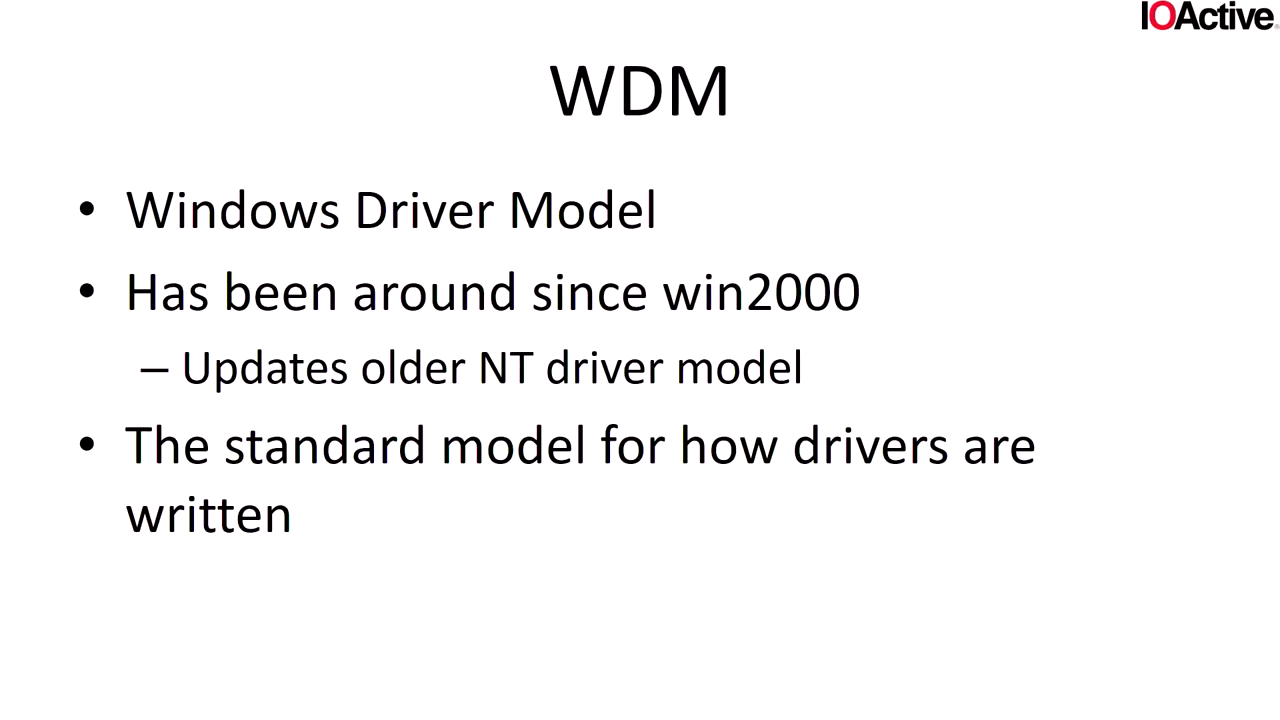 IOActive
WDM
• Windows Driver Model
• Has been around since win2000
– Updates older NT driver model
• The standard model for how drivers are
written